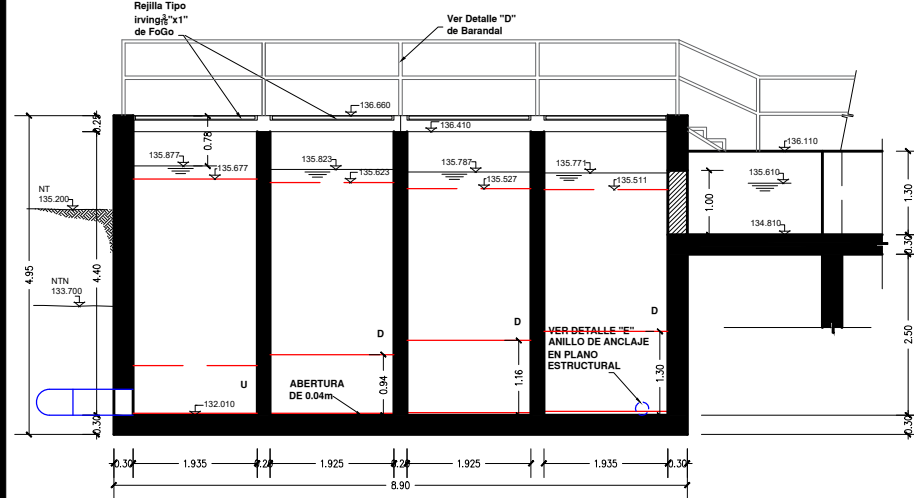 Rejilla Tipo
irving 3/16"x1"
de FoGo
Ver Detalle "D"
de Barandal
136.660
136.410
136.110
0.25
0.78
135.877
135.677
135.823
135.623
135.787
135.527
135.771
135.511
135.610
1.00
1.30
134.810
0.30
NT
135.200
NTN
133.700
4.95
4.40
0.30
U
132.010
D
0.94
ABERTURA
DE 0.04m
D
1.16
D
VER DETALLE "E"
ANILLO DE ANCLAJE
EN PLANO
ESTRUCTURAL
1.30
2.50
0.30
0.30
1.935
0.20
1.925
0.20
1.925
1.935
0.30
8.90